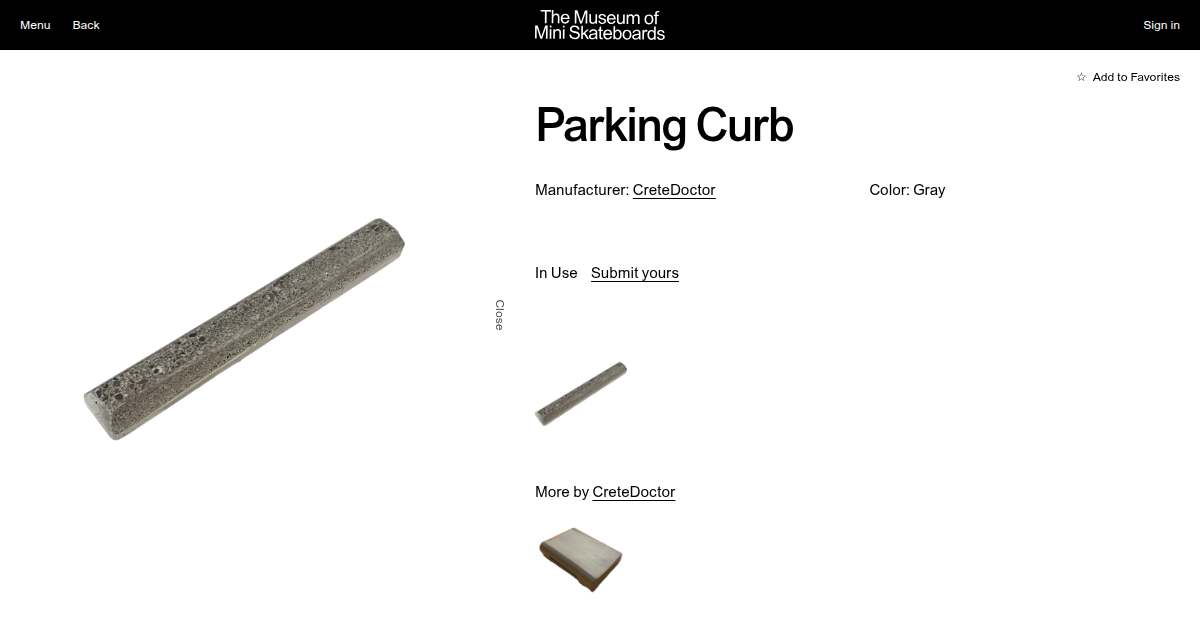 Menu
Back
The Museum of
Mini Skateboards
Sign in
☆ Add to Favorites
Parking Curb
Manufacturer: CreteDoctor
Color: Gray
In Use
Submit yours
Close
More by CreteDoctor